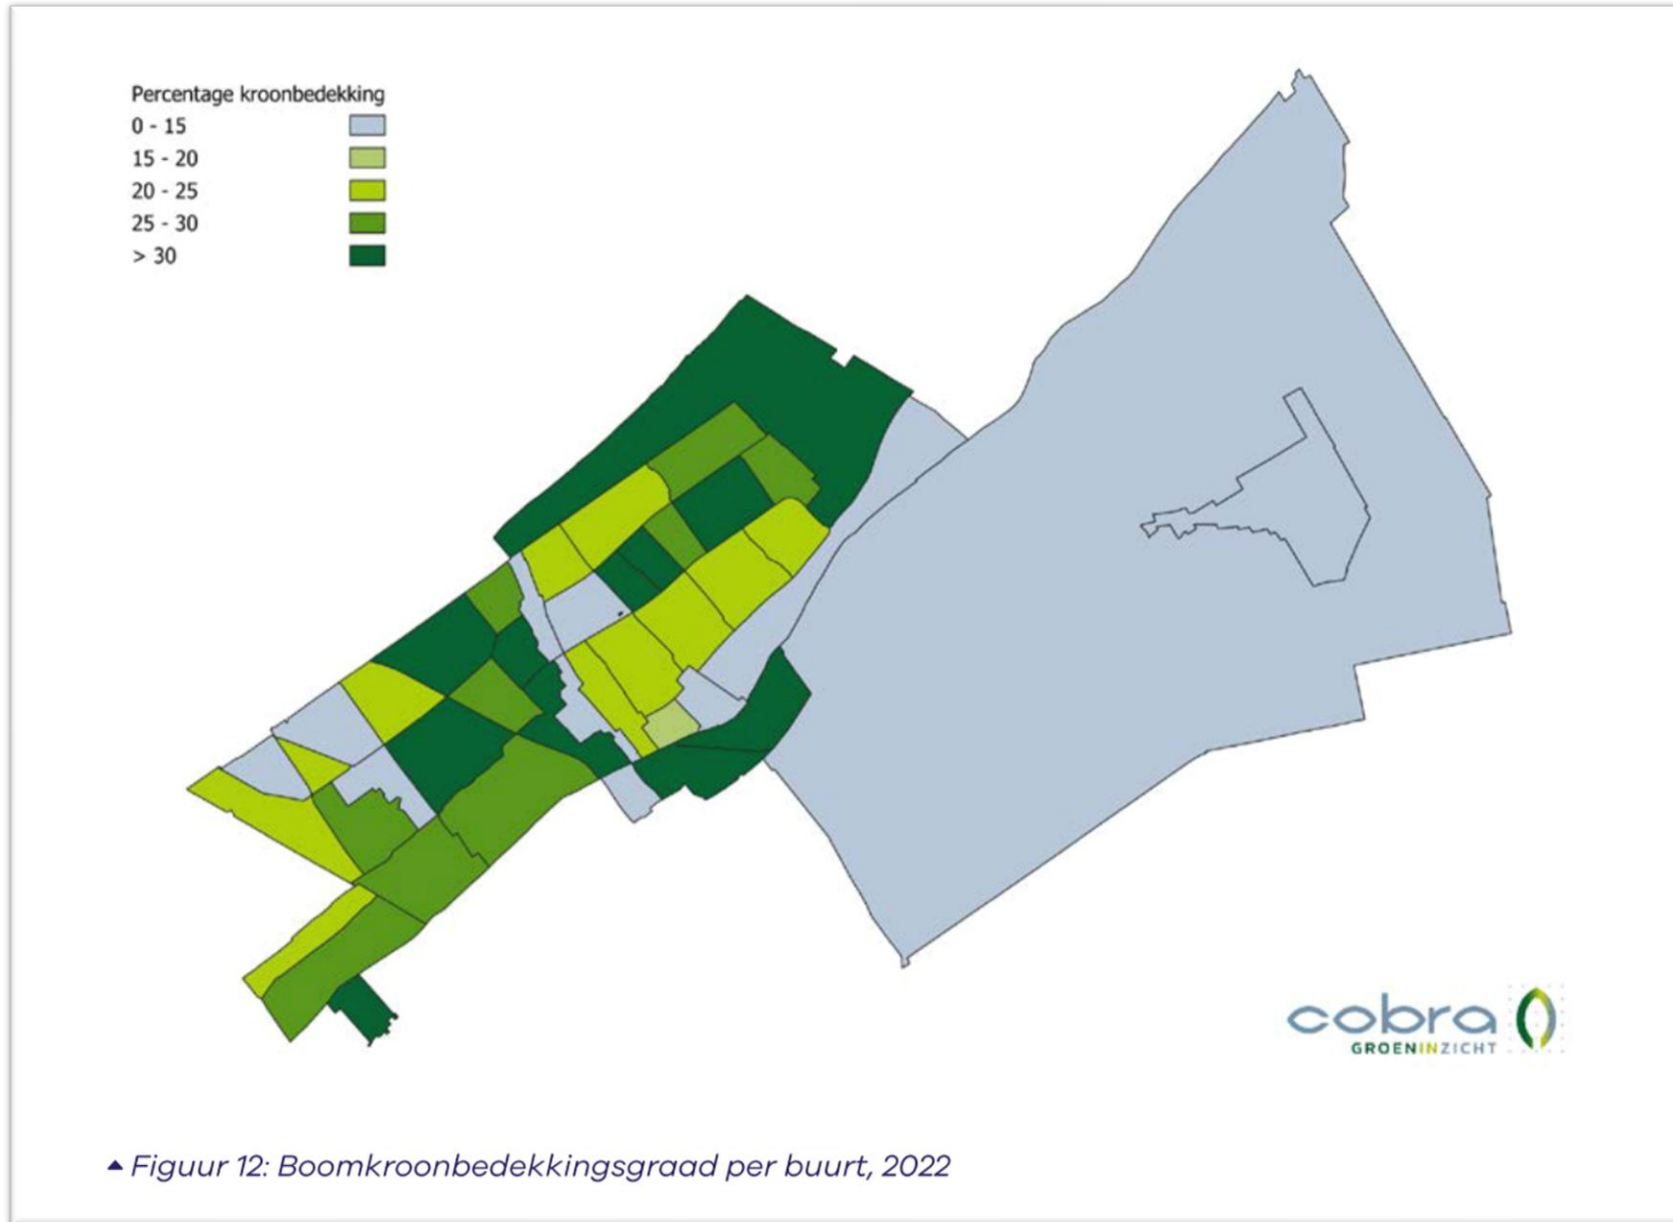 Percentage kroonbedekking
0 - 15
15 - 20
20 - 25
25 - 30
> 30
cobra
GROENINZICHT
Figuur 12: Boomkroonbedekkingsgraad per buurt, 2022